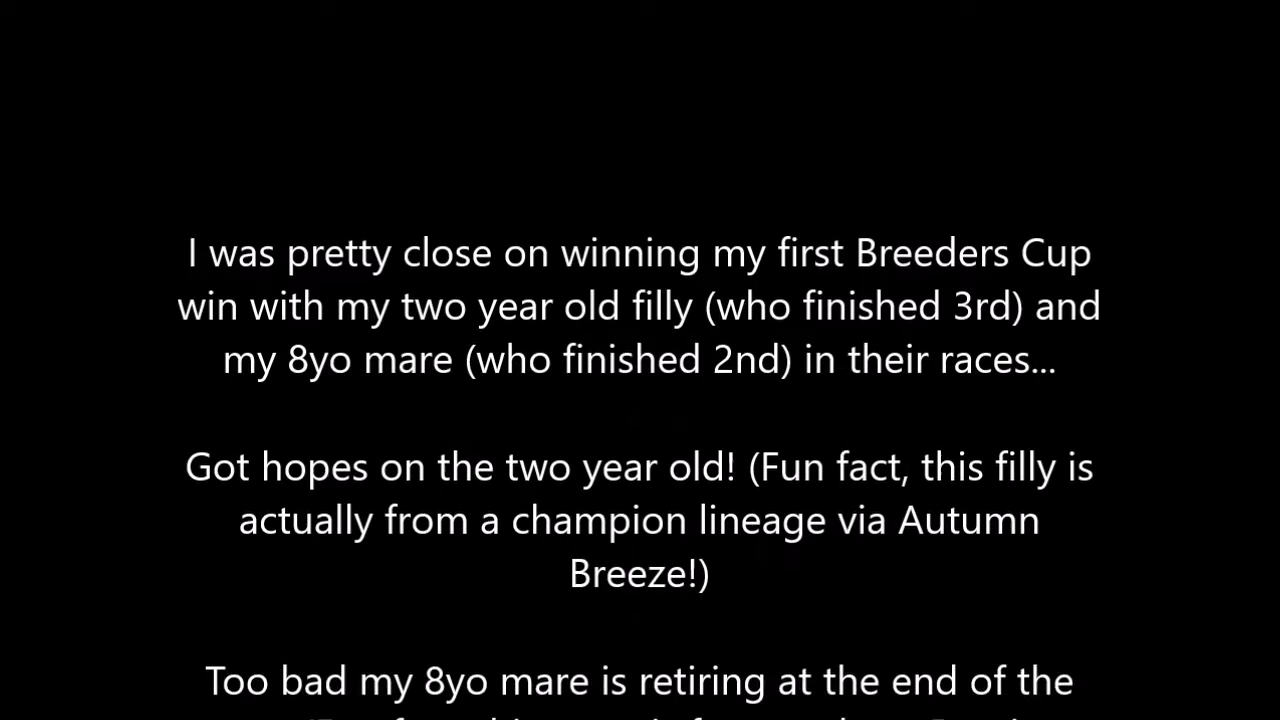 I was pretty close on winning my first Breeders Cup
win with my two year old filly (who finished 3rd) and
my 8yo mare (who finished 2nd) in their races...
Got hopes on the two year old! (Fun fact, this filly is
actually from a champion lineage via Autumn
Breeze!)
Too bad my 8yo mare is retiring at the end of the